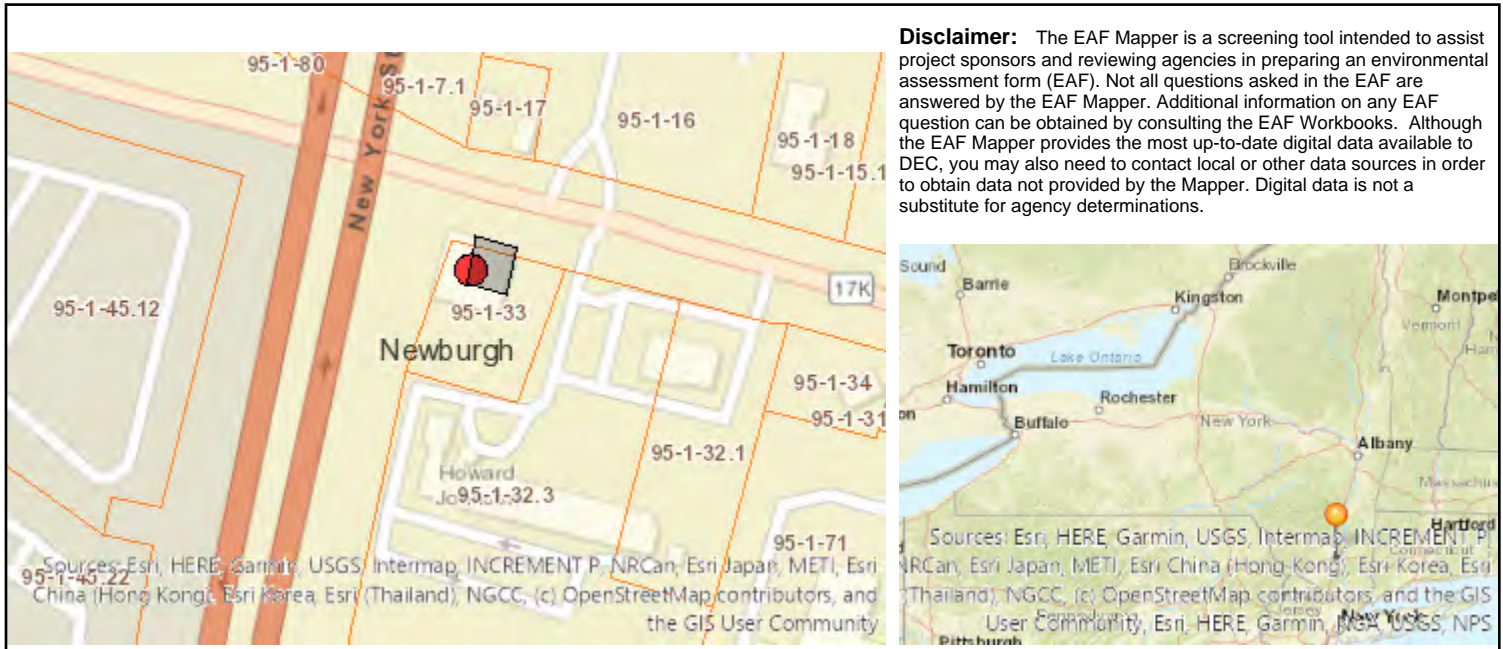 Disclaimer: The EAF Mapper is a screening tool intended to assist
project sponsors and reviewing agencies in preparing an environmental
assessment form (EAF). Not all questions asked in the EAF are
answered by the EAF Mapper. Additional information on any EAF
question can be obtained by consulting the EAF Workbooks. Although
the EAF Mapper provides the most up-to-date digital data available to
DEC, you may also need to contact local or other data sources in order
to obtain data not provided by the Mapper. Digital data is not a
substitute for agency determinations.
95-1-80
95-1-7.1
95-1-17
95-1-16
95-1-18
95-1-15.1
New York
17K
95-1-45.12
95-1-33
Newburgh
95-1-34
95-1-31
95-1-32.1
Howard
95-1-32.3
95-1-71
95-1-45.22
Sources: Esri, HERE, Garmin, USGS, Intermap, INCREMENT P, NRCan, Esri Japan, METI, Esri
China (Hong Kong), Esri Korea, Esri (Thailand), NGCC, (c) OpenStreetMap contributors, and
the GIS User Community
Sound
Barrie
Brockville
Kingston
Montpe
Vermont
Toronto
Lake Ontario
Hamilton
Rochester
Buffalo
New York
Albany
Hartford
Connecticut
Sources: Esri, HERE, Garmin, USGS, Intermap, INCREMENT P,
NRCan, Esri Japan, METI, Esri China (Hong Kong), Esri Korea, Esri
(Thailand), NGCC, (c) OpenStreetMap contributors, and the GIS
User Community, Esri, HERE, Garmin, NGA, USGS, NPS
Pennsylvania
New York
Pittsburgh